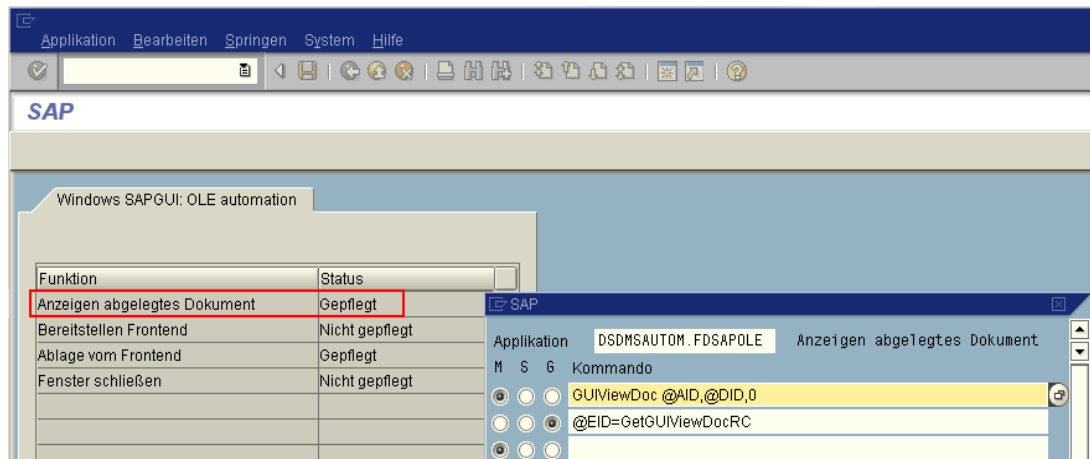 Applikation Bearbeiten Springen System Hilfe
SAP
Windows SAPGUI: OLE automation
Funktion Status
Anzeigen abgelegtes Dokument Gepflegt
Bereitstellen Frontend Nicht gepflegt
Ablage vom Frontend Gepflegt
Fenster schließen Nicht gepflegt
SAP
Applikation DSDMSAUTOM.FDSAPOLE Anzeigen abgelegtes Dokument
M S G Kommando
GUIViewDoc @AID,@DID,0
@EID=GetGUIViewDocRC